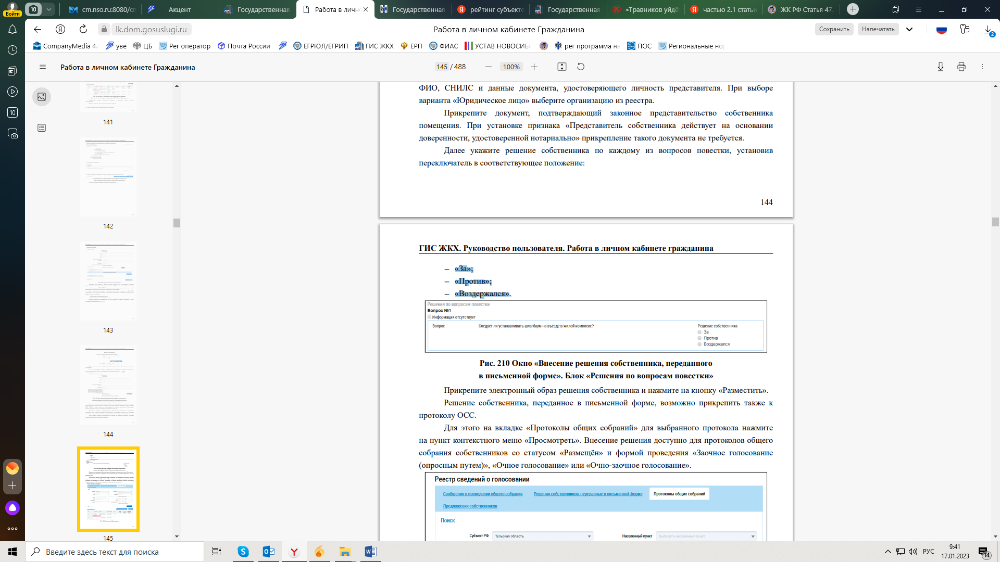 Войти
10
cm.nso.ru:8080/cm
Акцент
Государственная
Работа в личн
Государственная
рейтинг субъекто
Государственная
«Травников уйдё
частью 2.1 стать
ЖК РФ Статья 47.
lk.dom.gosuslugi.ru
Работа в личном кабинете Гражданина
Сохранить
Напечатать
2
CompanyMedia 4.
уве
ЦБ
Рег оператор
Почта России
ЕГРЮЛ/ЕГРИП
ГИС ЖКХ
ЕРП
ФИАС
УСТАВ НОВОСИБ
рег программа на
ПОС
Региональные но
Работа в личном кабинете Гражданина
145 / 488
100%
10
141
142
143
144
145
ФИО, СНИЛС и данные документа, удостоверяющего личность представителя. При выборе
варианта «Юридическое лицо» выберите организацию из реестра.
Прикрепите документ, подтверждающий законное представительство собственника
помещения. При установке признака «Представитель собственника действует на основании
доверенности, удостоверенной нотариально» прикрепление такого документа не требуется.
Далее укажите решение собственника по каждому из вопросов повестки, установив
переключатель в соответствующее положение:
144
ГИС ЖКХ. Руководство пользователя. Работа в личном кабинете гражданина
– «За»;
– «Против»;
– «Воздержался».
Решения по вопросам повестки
Вопрос №1
Информация отсутствует
Вопрос
Следует ли устанавливать шлагбаум на въезде в жилой комплекс?
Решение собственника
За
Против
Воздержался
Рис. 210 Окно «Внесение решения собственника, переданного
в письменной форме». Блок «Решения по вопросам повестки»
Прикрепите электронный образ решения собственника и нажмите на кнопку «Разместить».
Решение собственника, переданное в письменной форме, возможно прикрепить также к
протоколу ОСС.
Для этого на вкладке «Протоколы общих собраний» для выбранного протокола нажмите
на пункт контекстного меню «Просмотреть». Внесение решения доступно для протоколов общего
собрания собственников со статусом «Размещён» и формой проведения «Заочное голосование
(опросным путем)», «Очное голосование» или «Очно-заочное голосование».
Реестр сведений о голосовании
Сообщения о проведении общего собрания
Решения собственников, переданные в письменной форме
Протоколы общих собраний
Предложения собственников
Поиск
Субъект РФ
Тульская область
Населенный пункт
Выберите населенный пункт
Введите здесь текст для поиска
РУС
9:41
17.01.2023
14